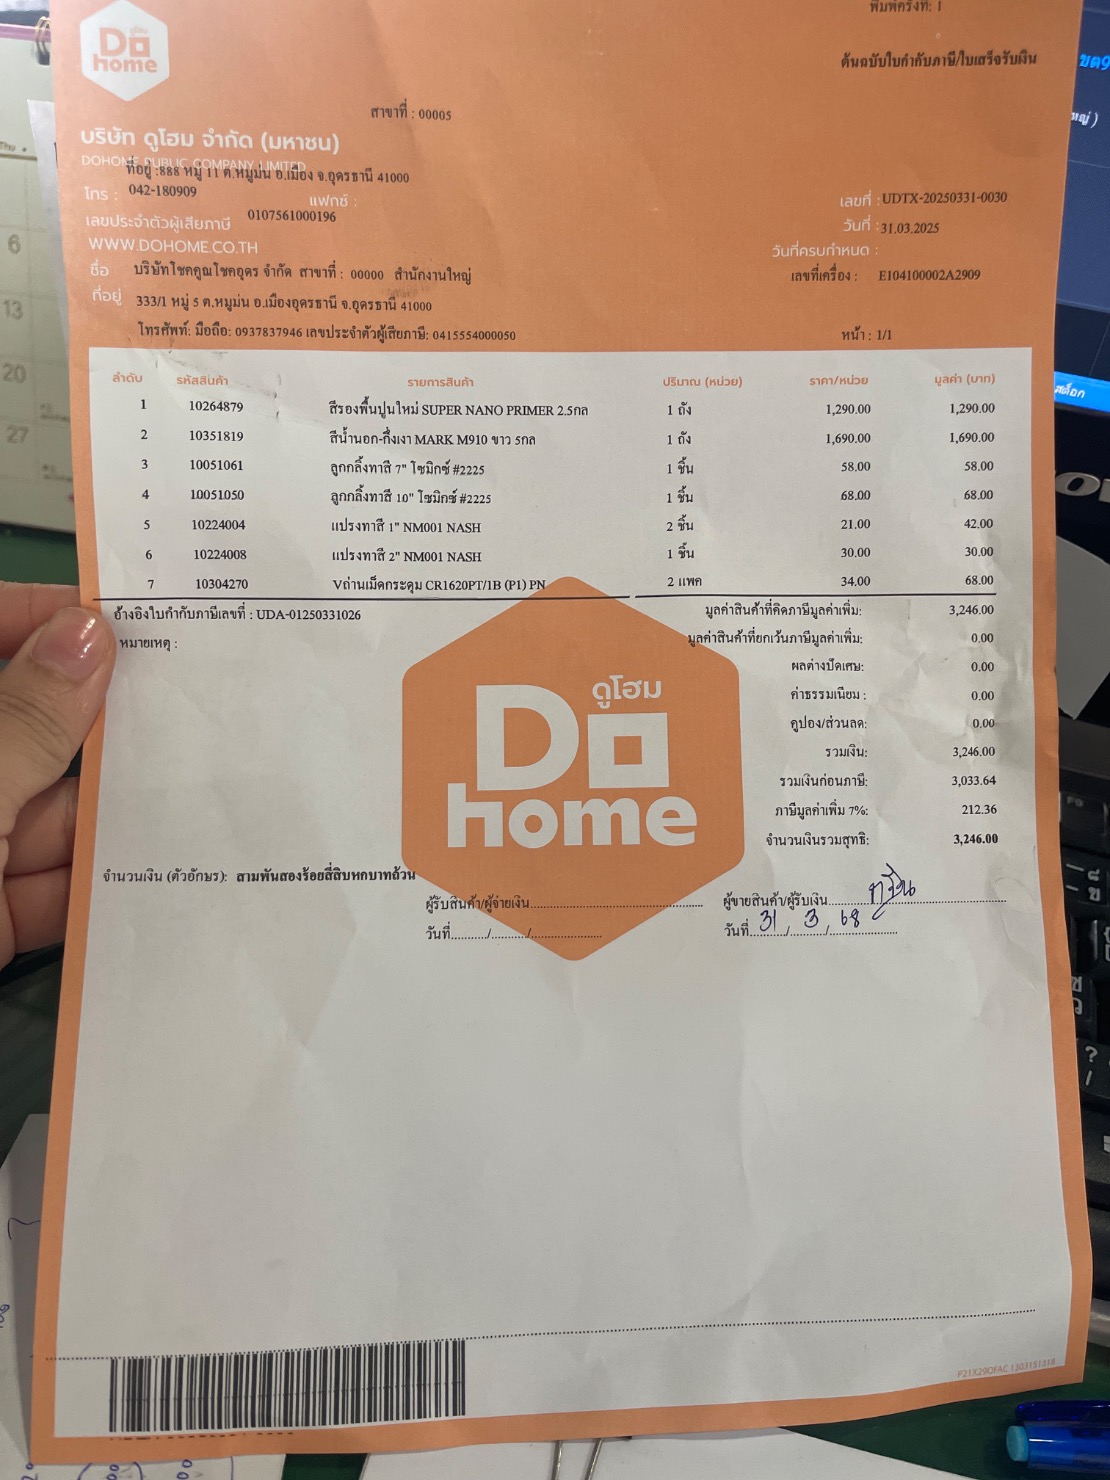 ดูโฮม
Do
home
พิมพ์ครั้งที่: 1
ต้นฉบับใบกำกับภาษี/ใบเสร็จรับเงิน
สาขาที่ : 00005
บริษัท ดูโฮม จำกัด (มหาชน)
DOHOME PUBLIC COMPANY LIMITED
ที่อยู่ :888 หมู่ 11 ต.หมูม่น อ.เมือง จ.อุดรธานี 41000
โทร : 042-180909 แฟกซ์ :
เลขที่ : UDTX-20250331-0030
เลขประจำตัวผู้เสียภาษี 0107561000196
วันที่ : 31.03.2025
WWW.DOHOME.CO.TH
วันที่ครบกำหนด :
ชื่อ บริษัทโชคคูณโชคอุดร จำกัด สาขาที่ : 00000 สำนักงานใหญ่
เลขที่เครื่อง : E104100002A2909
ที่อยู่ 333/1 หมู่ 5 ต.หมูม่น อ.เมืองอุดรธานี จ.อุดรธานี 41000
โทรศัพท์: มือถือ: 0937837946 เลขประจำตัวผู้เสียภาษี: 0415554000050
หน้า : 1/1
ลำดับ รหัสสินค้า รายการสินค้า ปริมาณ (หน่วย) ราคา/หน่วย มูลค่า (บาท)
1 10264879 สีรองพื้นปูนใหม่ SUPER NANO PRIMER 2.5กล 1 ถัง 1,290.00 1,290.00
2 10351819 สีน้ำนอก-กึ่งเงา MARK M910 ขาว 5กล 1 ถัง 1,690.00 1,690.00
3 10051061 ลูกกลิ้งทาสี 7" โซมิกซ์ #2225 1 ชิ้น 58.00 58.00
4 10051050 ลูกกลิ้งทาสี 10" โซมิกซ์ #2225 1 ชิ้น 68.00 68.00
5 10224004 แปรงทาสี 1" NM001 NASH 2 ชิ้น 21.00 42.00
6 10224008 แปรงทาสี 2" NM001 NASH 1 ชิ้น 30.00 30.00
7 10304270 Vถ่านเม็ดกระดุม CR1620PT/1B (P1) PN 2 แพค 34.00 68.00
อ้างอิงใบกำกับภาษีเลขที่ : UDA-01250331026
มูลค่าสินค้าที่คิดภาษีมูลค่าเพิ่ม: 3,246.00
หมายเหตุ :
มูลค่าสินค้าที่ยกเว้นภาษีมูลค่าเพิ่ม: 0.00
ผลต่างปัดเศษ: 0.00
ค่าธรรมเนียม : 0.00
คูปอง/ส่วนลด: 0.00
รวมเงิน: 3,246.00
รวมเงินก่อนภาษี: 3,033.64
ภาษีมูลค่าเพิ่ม 7%: 212.36
จำนวนเงินรวมสุทธิ: 3,246.00
ดูโฮม
Do
home
จำนวนเงิน (ตัวอักษร): สามพันสองร้อยสี่สิบหกบาทถ้วน
ผู้รับสินค้า/ผู้จ่ายเงิน
ผู้ขายสินค้า/ผู้รับเงิน
วันที่ / /
วันที่ 31 / 3 / 68
6
13
20
27